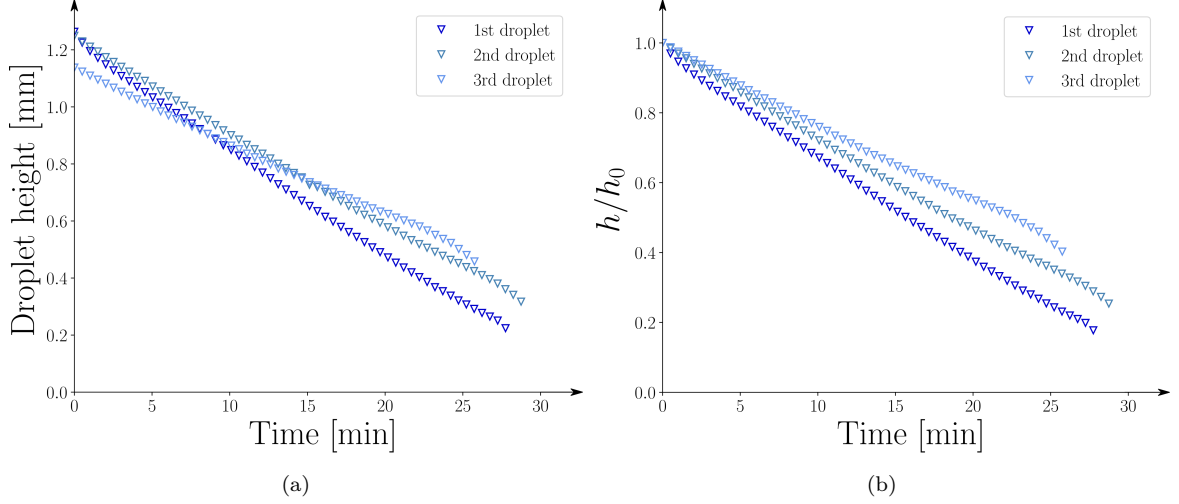 Droplet height [mm]
1.2
1.0
0.8
0.6
0.4
0.2
0.0
1st droplet
2nd droplet
3rd droplet
0 5 10 15 20 25 30
Time [min]
(a)
h/h0
1.0
0.8
0.6
0.4
0.2
0.0
1st droplet
2nd droplet
3rd droplet
0 5 10 15 20 25 30
Time [min]
(b)